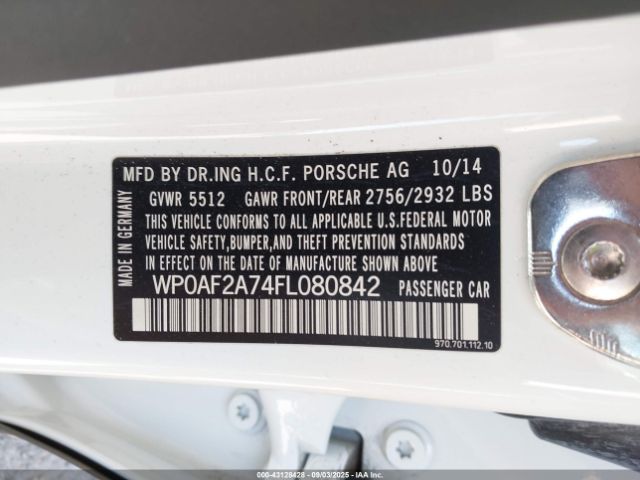 MFD BY DR.ING H.C.F. PORSCHE AG 10/14
GVWR 5512 GAWR FRONT/REAR 2756/2932 LBS
THIS VEHICLE CONFORMS TO ALL APPLICABLE U.S.FEDERAL MOTOR
VEHICLE SAFETY,BUMPER,AND THEFT PREVENTION STANDARDS
IN EFFECT ON THE DATE OF MANUFACTURE SHOWN ABOVE
WP0AF2A74FL080842 PASSENGER CAR
MADE IN GERMANY
970.701.112.10
000-43128428 - 09/03/2025 - © IAA Inc. All Rights Reserved